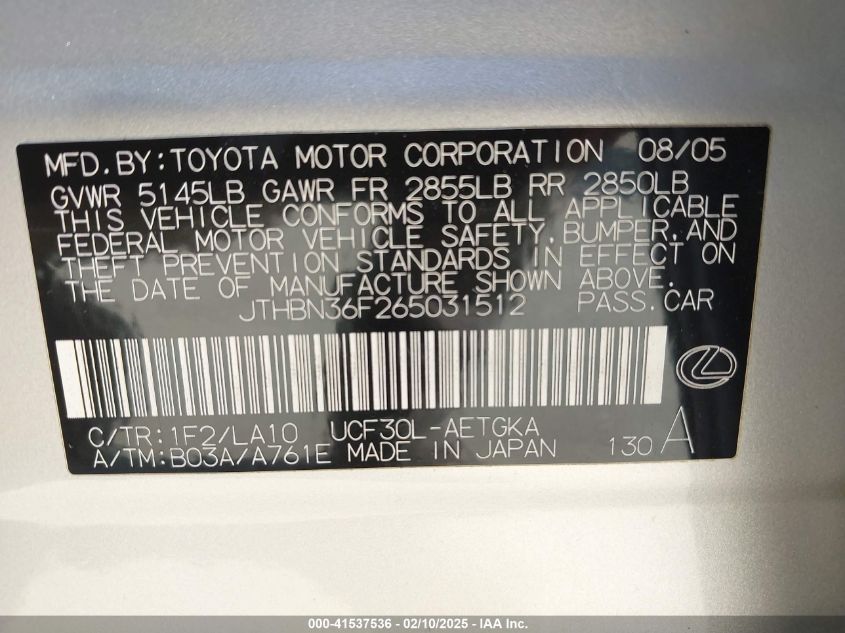 MFD. BY: TOYOTA MOTOR CORPORATION 08/05
GVWR 5145LB GAWR FR 2855LB RR 2850LB
THIS VEHICLE CONFORMS TO ALL APPLICABLE
FEDERAL MOTOR VEHICLE SAFETY, BUMPER, AND
THEFT PREVENTION STANDARDS IN EFFECT ON
THE DATE OF MANUFACTURE SHOWN ABOVE.
JTHBN36F265031512 PASS. CAR
C/TR: 1F2/LA10 UCF30L-AETGKA
A/TM: B03A/A761E MADE IN JAPAN 130 A
000-41537536 - 02/10/2025 - IAA Inc.